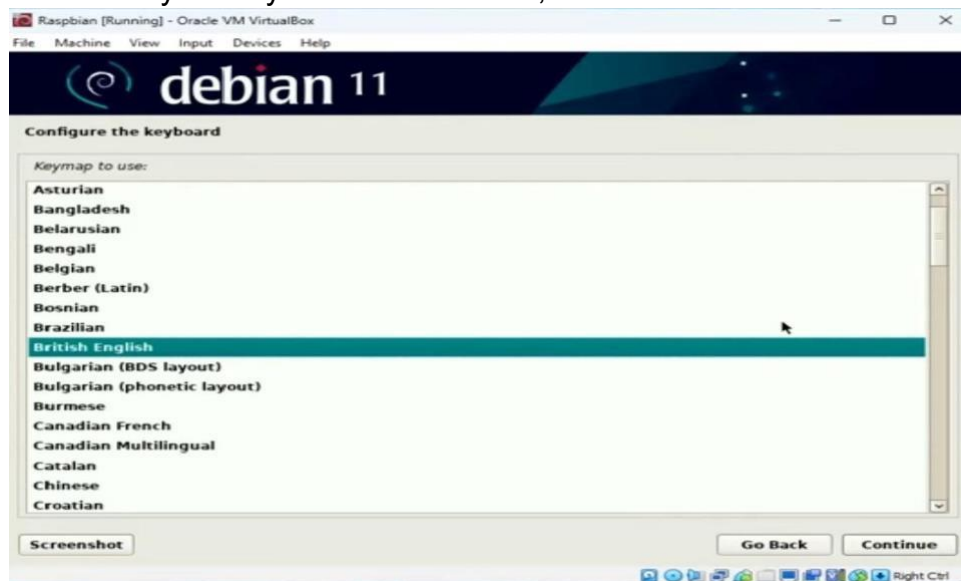 Raspbian [Running] - Oracle VM VirtualBox
File Machine View Input Devices Help
debian 11
Configure the keyboard
Keymap to use:
Asturian
Bangladesh
Belarusian
Bengali
Belgian
Berber (Latin)
Bosnian
Brazilian
British English
Bulgarian (BDS layout)
Bulgarian (phonetic layout)
Burmese
Canadian French
Canadian Multilingual
Catalan
Chinese
Croatian
Screenshot Go Back Continue
Right Ctrl